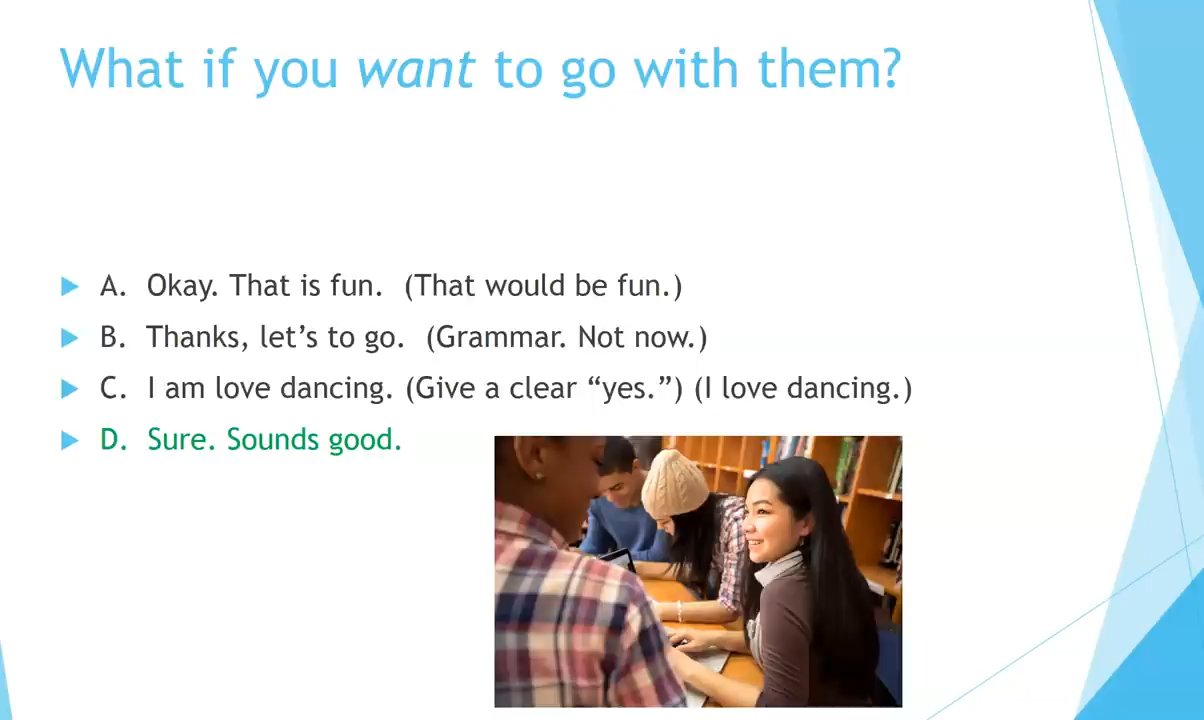 What if you want to go with them?
A. Okay. That is fun. (That would be fun.)
B. Thanks, let’s to go. (Grammar. Not now.)
C. I am love dancing. (Give a clear “yes.”) (I love dancing.)
D. Sure. Sounds good.